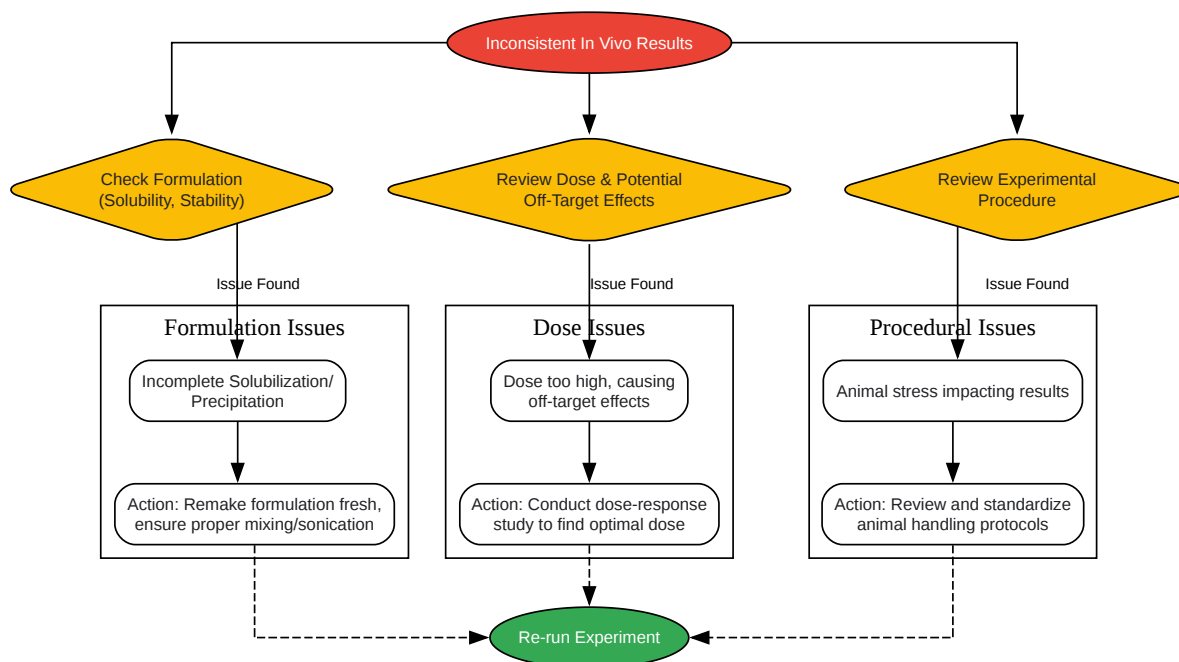 Inconsistent In Vivo Results
Check Formulation
(Solubility, Stability)
Review Dose & Potential
Off-Target Effects
Review Experimental
Procedure
Issue Found
Issue Found
Issue Found
Formulation Issues
Dose Issues
Procedural Issues
Incomplete Solubilization/
Precipitation
Dose too high, causing
off-target effects
Animal stress impacting results
Action: Remake formulation fresh,
ensure proper mixing/sonication
Action: Conduct dose-response
study to find optimal dose
Action: Review and standardize
animal handling protocols
Re-run Experiment